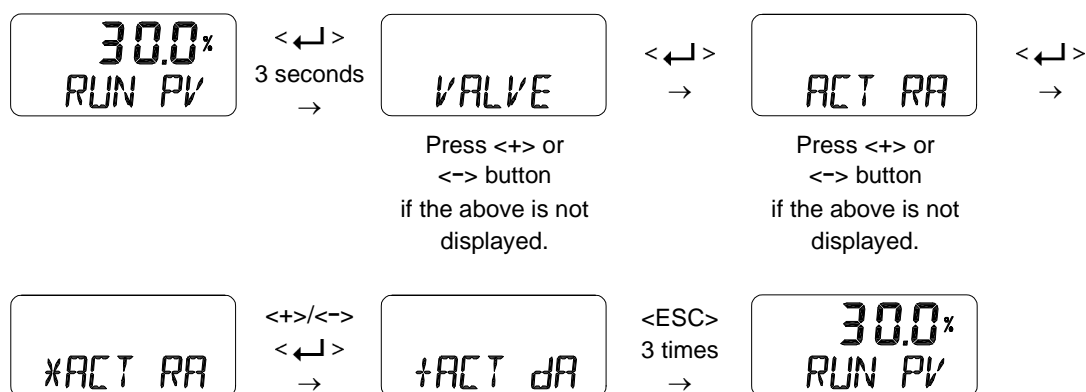 30.0%
RUN PV
<↵>
3 seconds
→
VALVE
Press <+> or
<-> button
if the above is not
displayed.
<↵>
→
ACT RA
Press <+> or
<-> button
if the above is not
displayed.
<↵>
→
*ACT RA
<+>/<->
<↵>
→
+ACT dA
<ESC>
3 times
→
30.0%
RUN PV